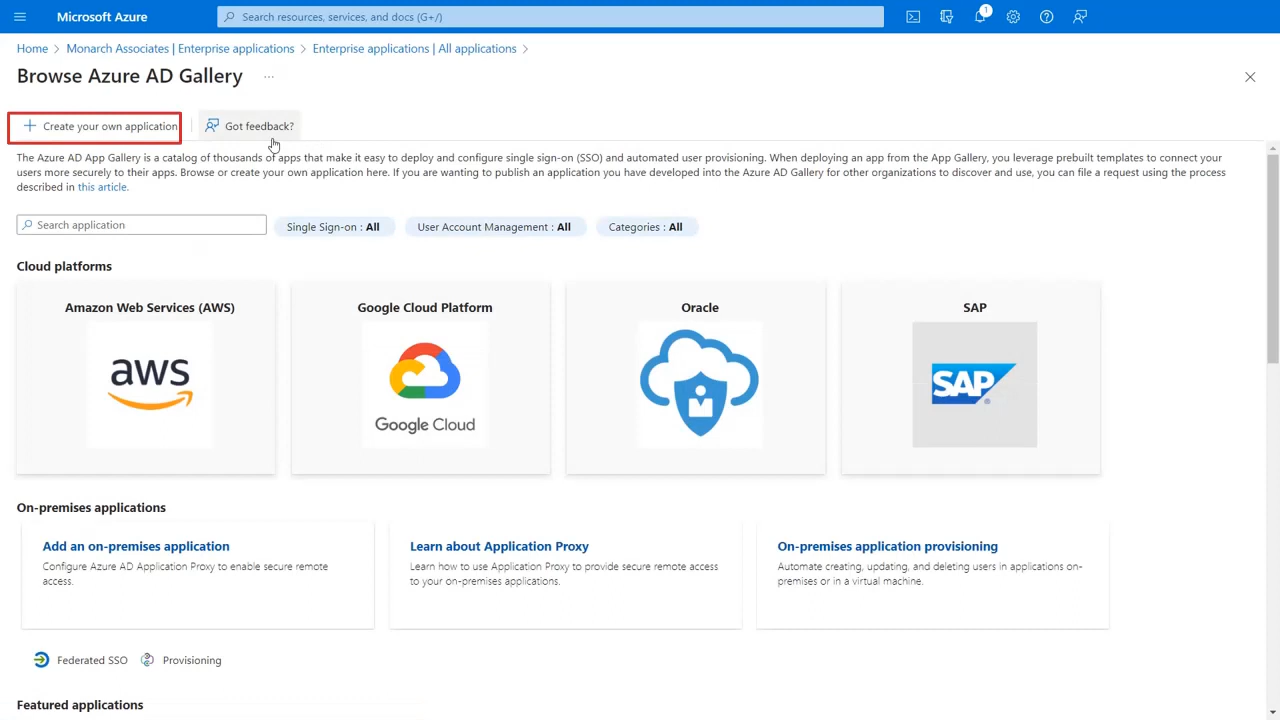 Microsoft Azure
Search resources, services, and docs (G+/)
1
Home > Monarch Associates | Enterprise applications > Enterprise applications | All applications >
Browse Azure AD Gallery ...
Create your own application
Got feedback?
The Azure AD App Gallery is a catalog of thousands of apps that make it easy to deploy and configure single sign-on (SSO) and automated user provisioning. When deploying an app from the App Gallery, you leverage prebuilt templates to connect your
users more securely to their apps. Browse or create your own application here. If you are wanting to publish an application you have developed into the Azure AD Gallery for other organizations to discover and use, you can file a request using the process
described in this article.
Search application
Single Sign-on : All
User Account Management : All
Categories : All
Cloud platforms
Amazon Web Services (AWS)
aws
Google Cloud Platform
Google Cloud
Oracle
SAP
SAP
On-premises applications
Add an on-premises application
Configure Azure AD Application Proxy to enable secure remote
access.
Learn about Application Proxy
Learn how to use Application Proxy to provide secure remote access
to your on-premises applications.
On-premises application provisioning
Automate creating, updating, and deleting users in applications on-
premises or in a virtual machine.
Federated SSO
Provisioning
Featured applications